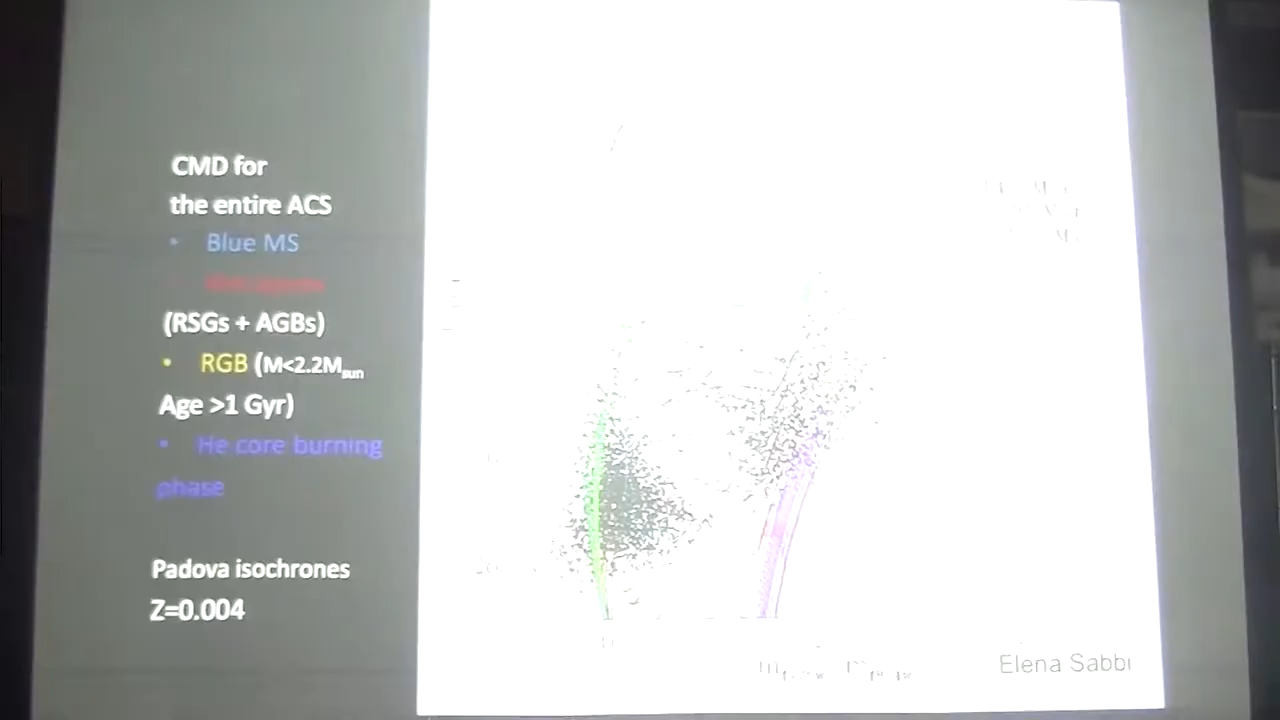 CMD for
the entire ACS
• Blue MS
(RSGs + AGBs)
• RGB (M<2.2Msun
Age >1 Gyr)
• He core burning
phase
Padova isochrones
Z=0.004
Elena Sabbi